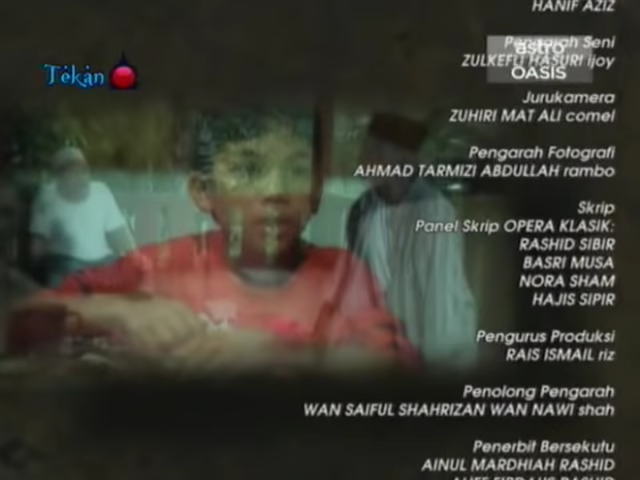 HANIF AZIZ
Tekan
Pengarah Seni
ZULKEFLI HASURI ijoy
astro
OASIS
Jurukamera
ZUHIRI MAT ALI comel
Pengarah Fotografi
AHMAD TARMIZI ABDULLAH rambo
Skrip
Panel Skrip OPERA KLASIK:
RASHID SIBIR
BASRI MUSA
NORA SHAM
HAJIS SIPIR
Pengurus Produksi
RAIS ISMAIL riz
Penolong Pengarah
WAN SAIFUL SHAHRIZAN WAN NAWI shah
Penerbit Bersekutu
AINUL MARDHIAH RASHID